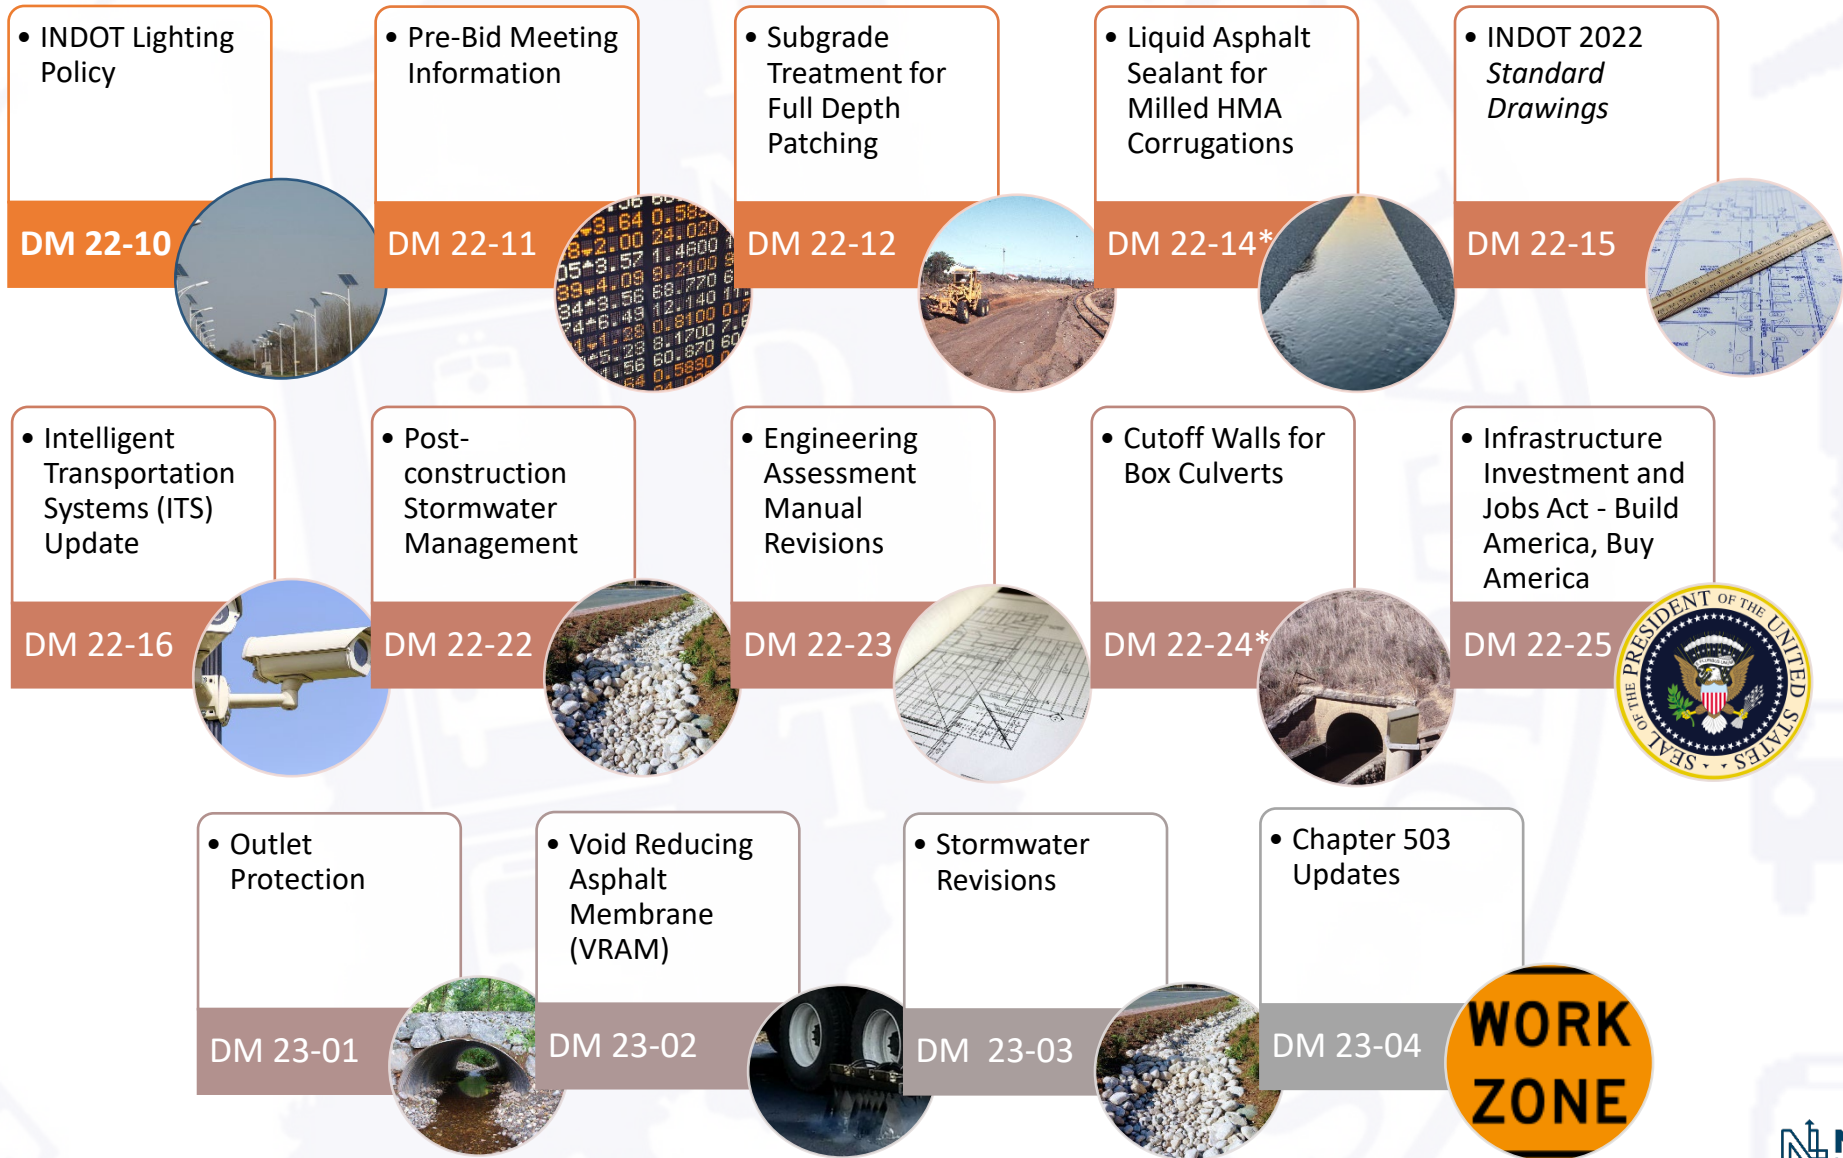 • INDOT Lighting
Policy
DM 22-10
• Pre-Bid Meeting
Information
DM 22-11
• Subgrade
Treatment for
Full Depth
Patching
DM 22-12
• Liquid Asphalt
Sealant for
Milled HMA
Corrugations
DM 22-14*
• INDOT 2022
Standard
Drawings
DM 22-15
• Intelligent
Transportation
Systems (ITS)
Update
DM 22-16
• Post-
construction
Stormwater
Management
DM 22-22
• Engineering
Assessment
Manual
Revisions
DM 22-23
• Cutoff Walls for
Box Culverts
DM 22-24*
• Infrastructure
Investment and
Jobs Act - Build
America, Buy
America
DM 22-25
SEAL OF THE PRESIDENT OF THE UNITED STATES
• Outlet
Protection
DM 23-01
• Void Reducing
Asphalt
Membrane
(VRAM)
DM 23-02
• Stormwater
Revisions
DM 23-03
• Chapter 503
Updates
DM 23-04
WORK
ZONE